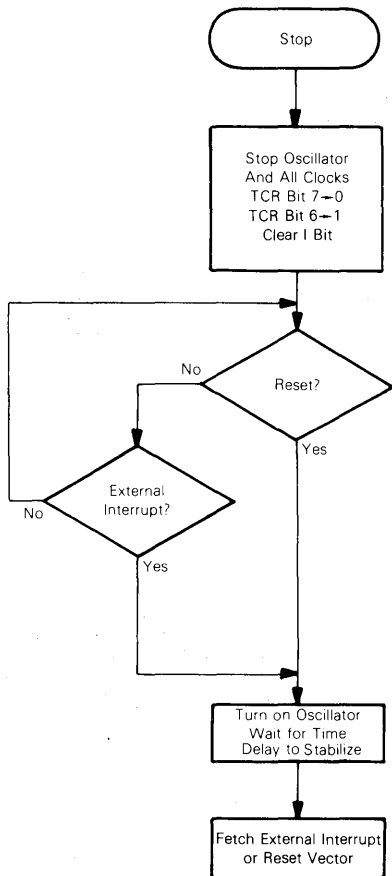 Stop
Stop Oscillator
And All Clocks
TCR Bit 7→0
TCR Bit 6→1
Clear I Bit
No
Reset?
Yes
External
Interrupt?
No
Yes
Turn on Oscillator
Wait for Time
Delay to Stabilize
Fetch External Interrupt
or Reset Vector